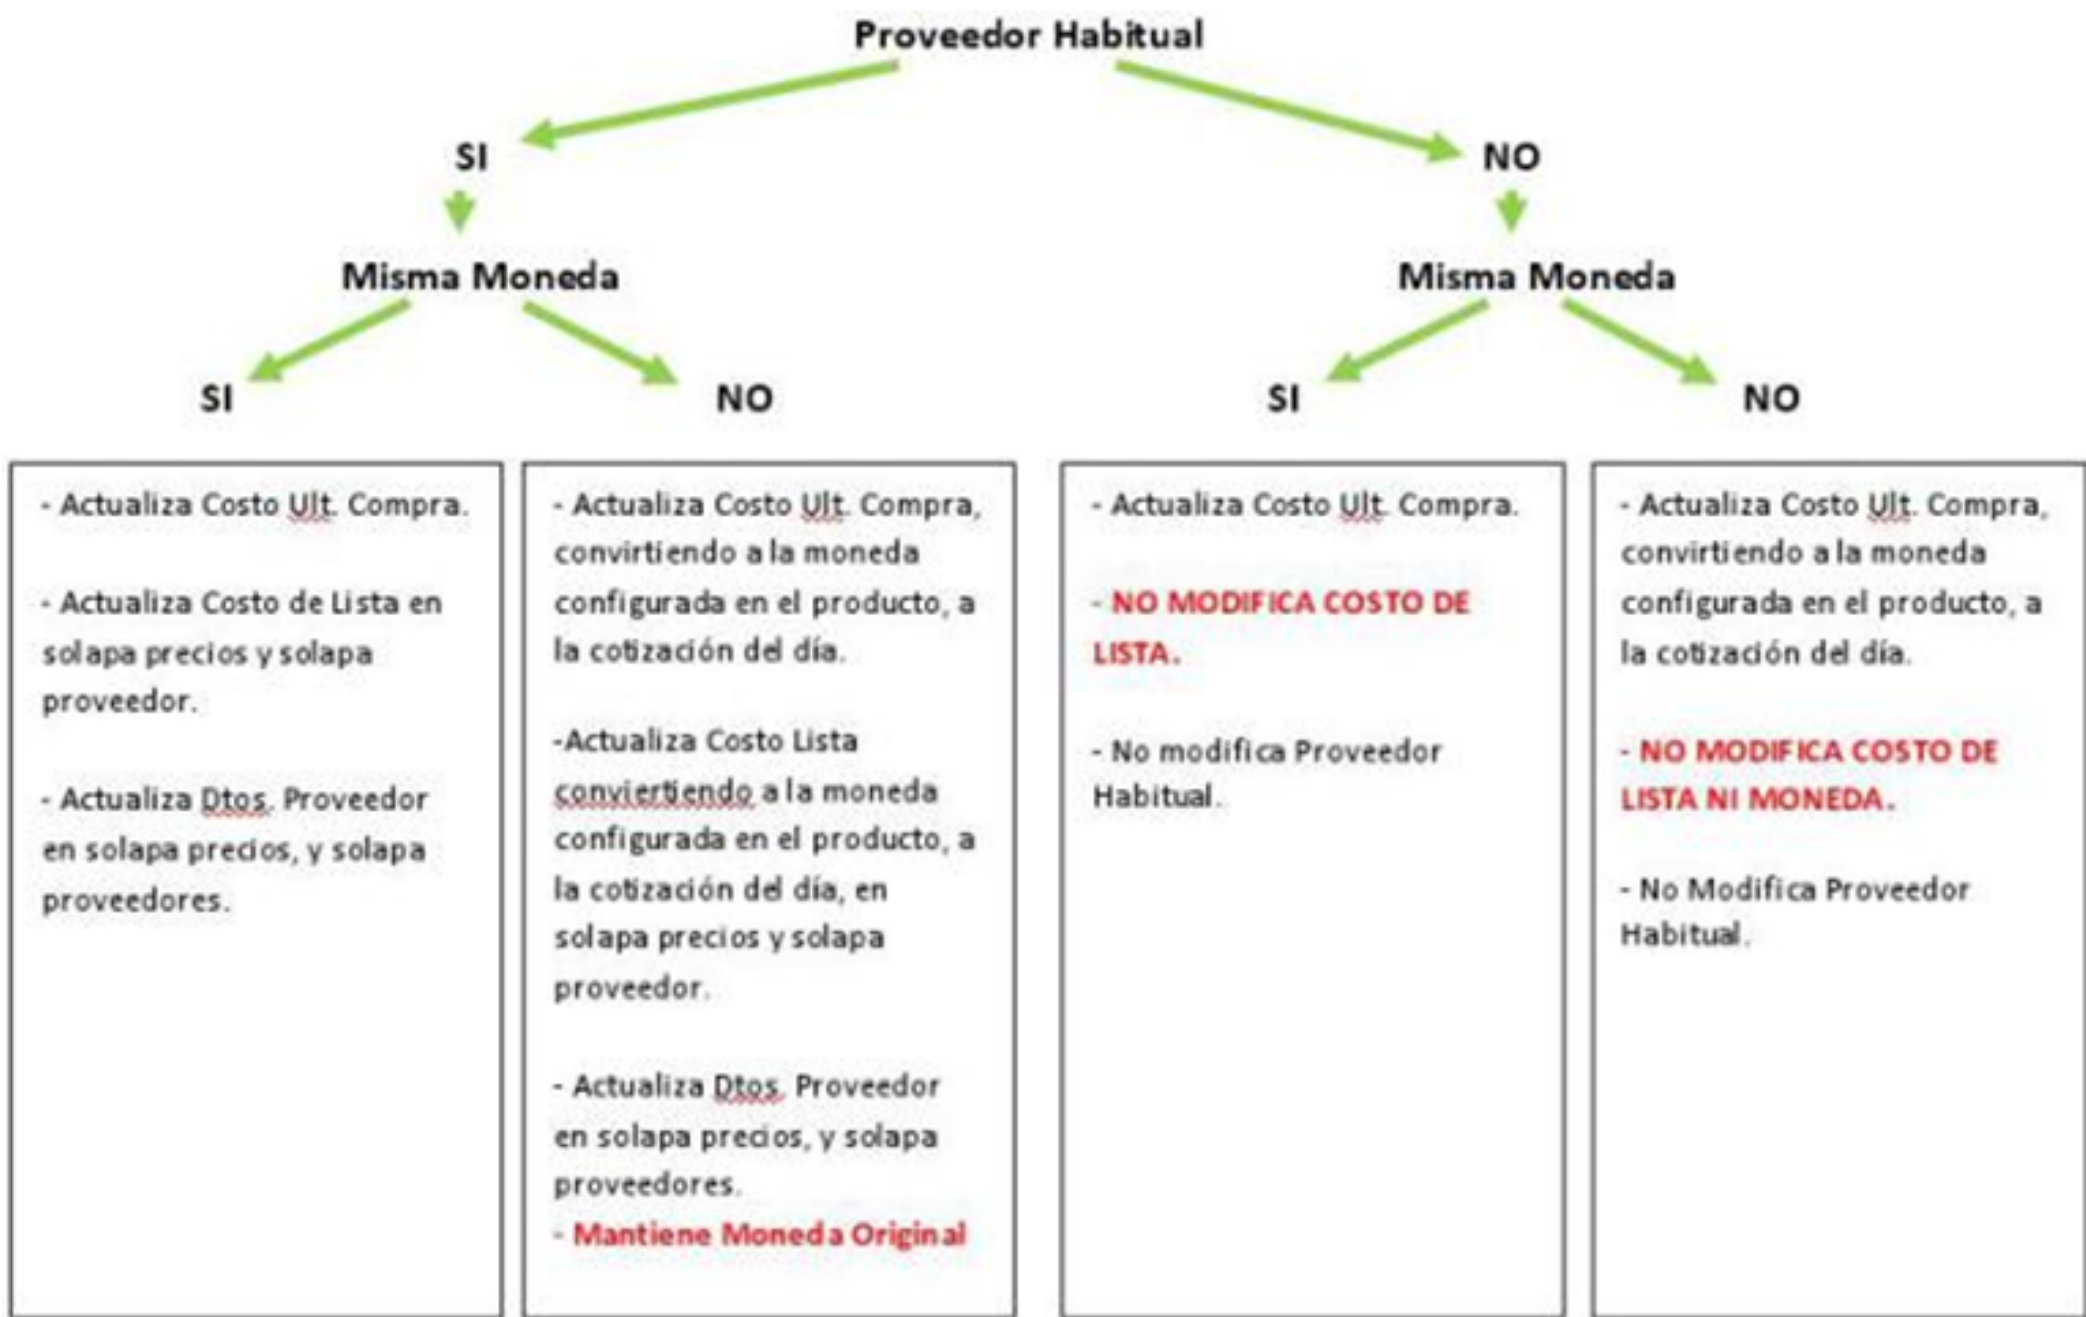 Proveedor Habitual
SI
NO
Misma Moneda
Misma Moneda
SI
NO
SI
NO
- Actualiza Costo Ult. Compra.
- Actualiza Costo de Lista en
solapa precios y solapa
proveedor.
- Actualiza Dtos. Proveedor
en solapa precios, y solapa
proveedores.
- Actualiza Costo Ult. Compra,
convirtiendo a la moneda
configurada en el producto, a
la cotización del día.
-Actualiza Costo Lista
conviertiendo a la moneda
configurada en el producto, a
la cotización del día, en
solapa precios y solapa
proveedor.
- Actualiza Dtos. Proveedor
en solapa precios, y solapa
proveedores.
- Mantiene Moneda Original
- Actualiza Costo Ult. Compra.
- NO MODIFICA COSTO DE
LISTA.
- No modifica Proveedor
Habitual.
- Actualiza Costo Ult. Compra,
convirtiendo a la moneda
configurada en el producto, a
la cotización del día.
- NO MODIFICA COSTO DE
LISTA NI MONEDA.
- No Modifica Proveedor
Habitual.